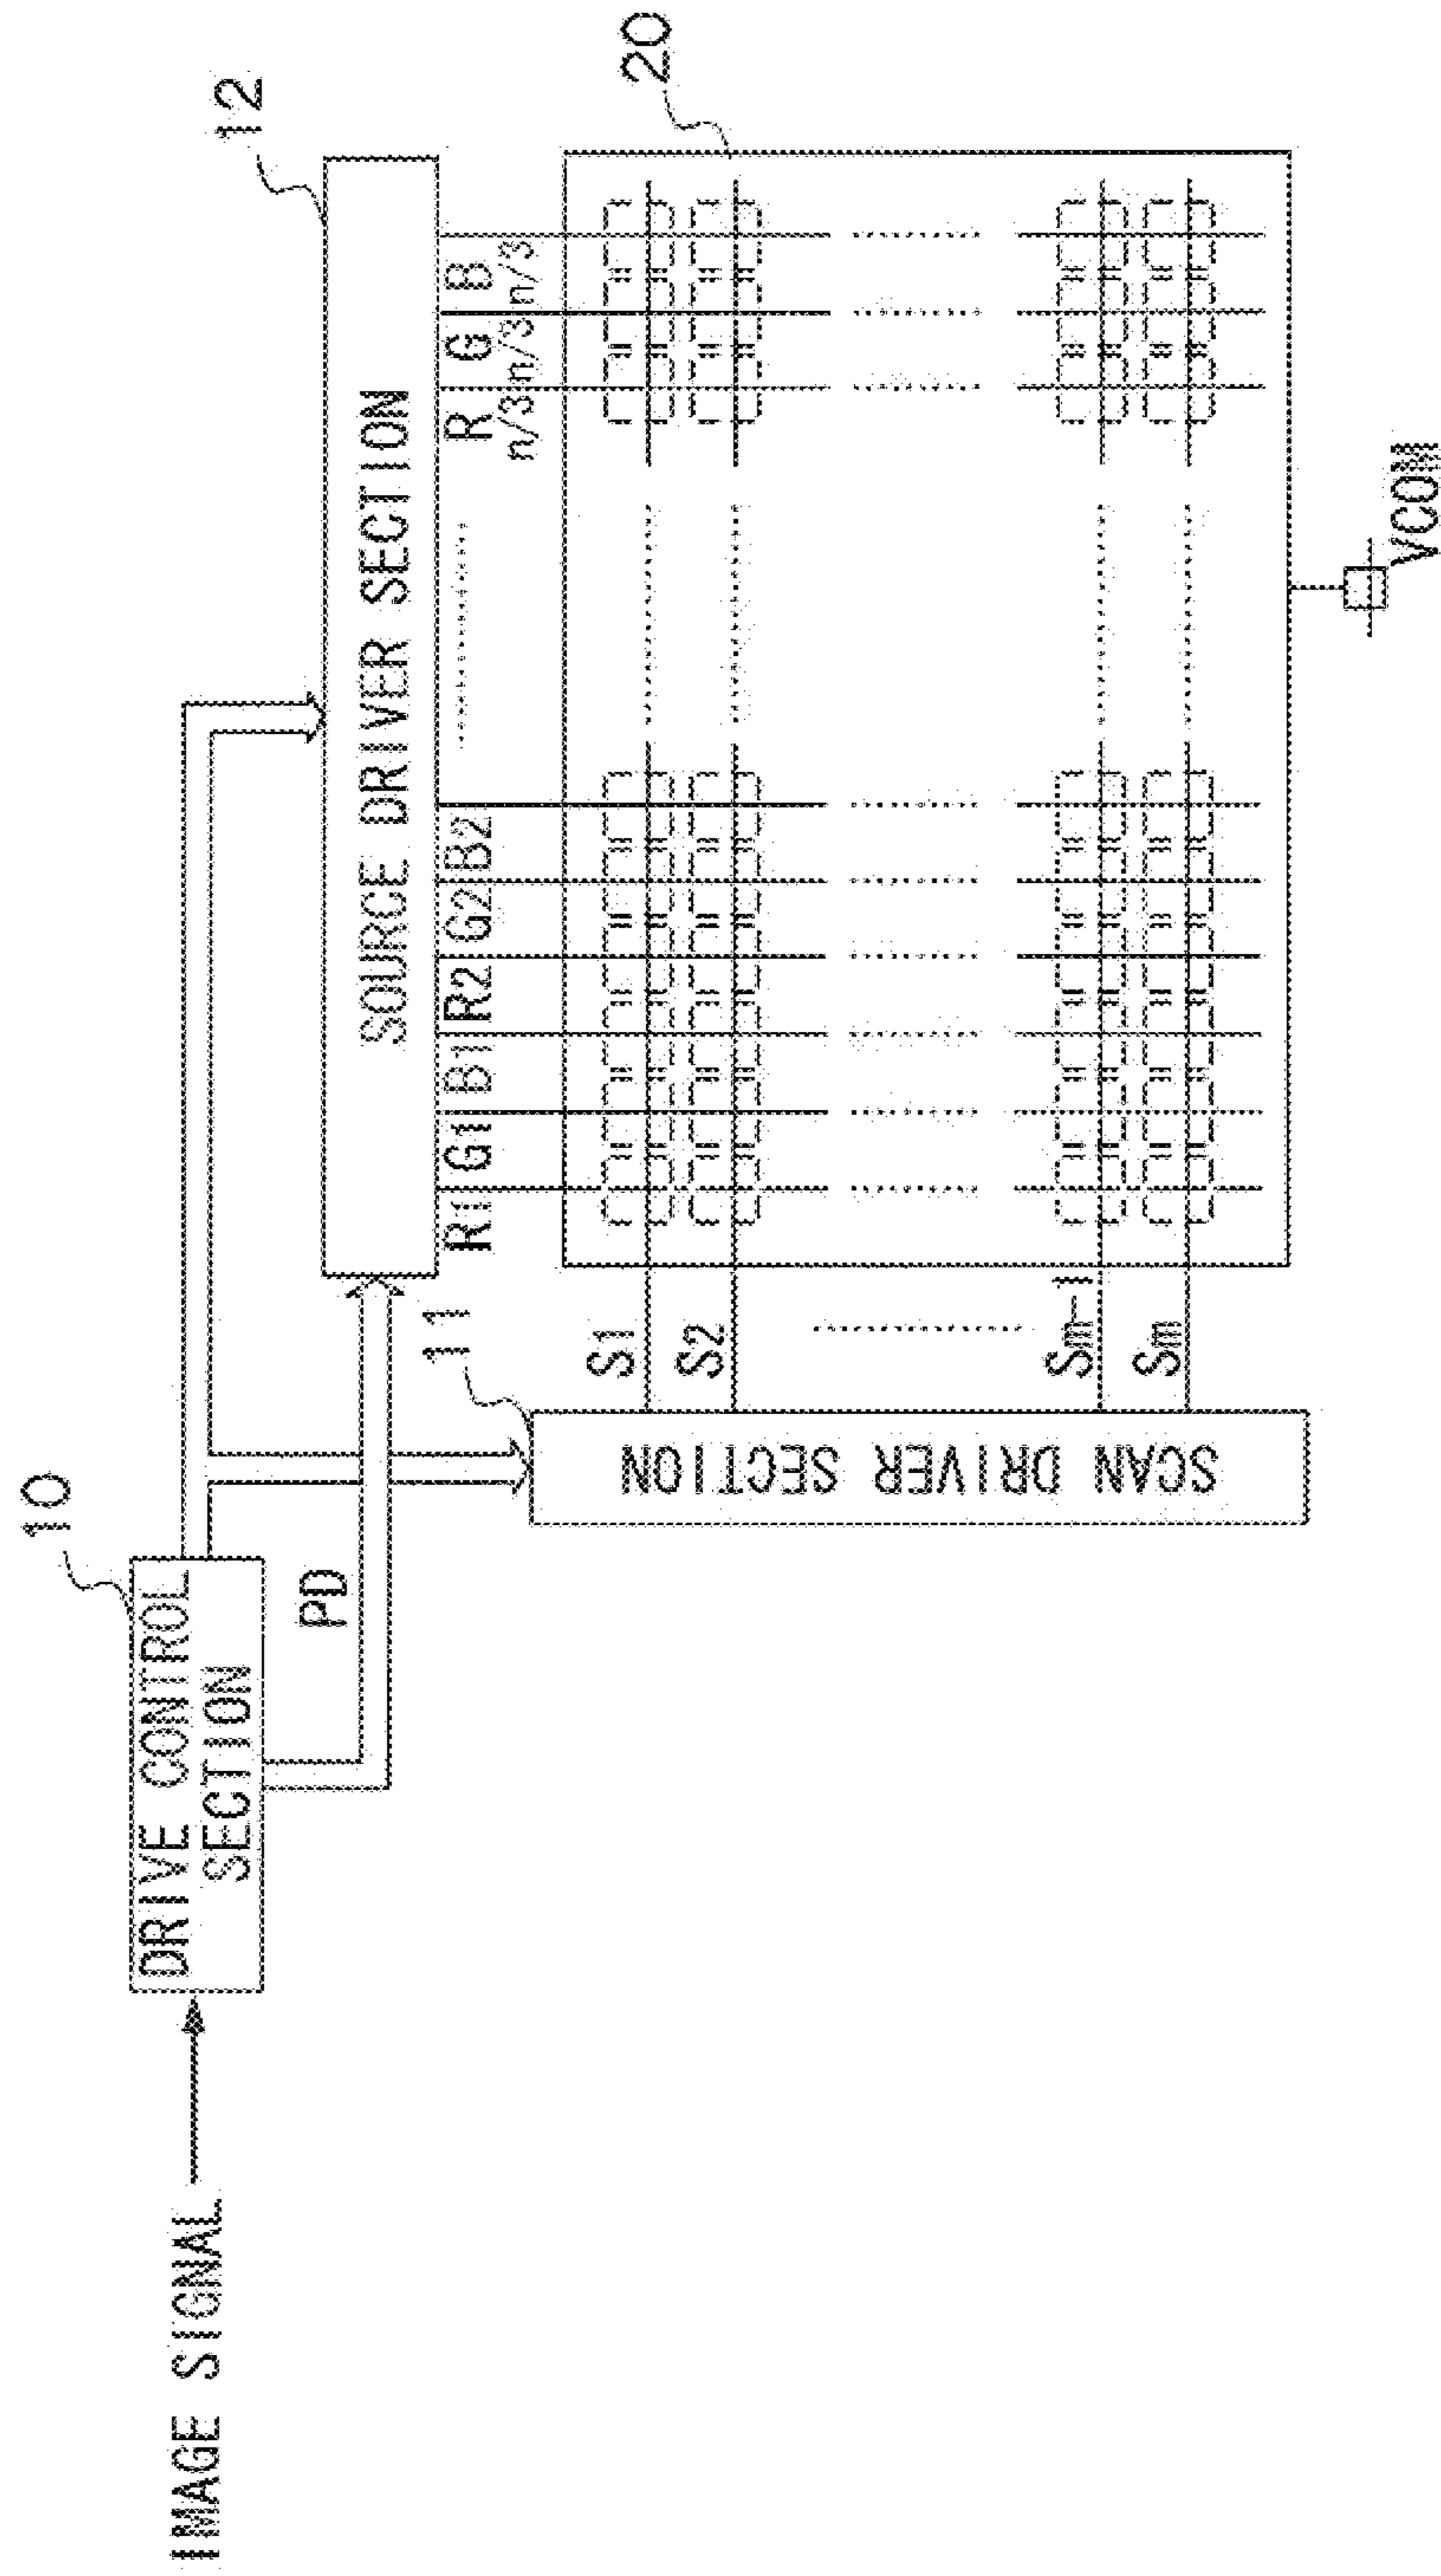 IMAGE SIGNAL
10
DRIVE CONTROL
SECTION
PD
12
SOURCE DRIVER SECTION
R1 G1 B1 R2 G2 B2 R G B
n/3 n/3 n/3
20
11
SCAN DRIVER SECTION
S1
S2
Sm-1
Sm
VCOM